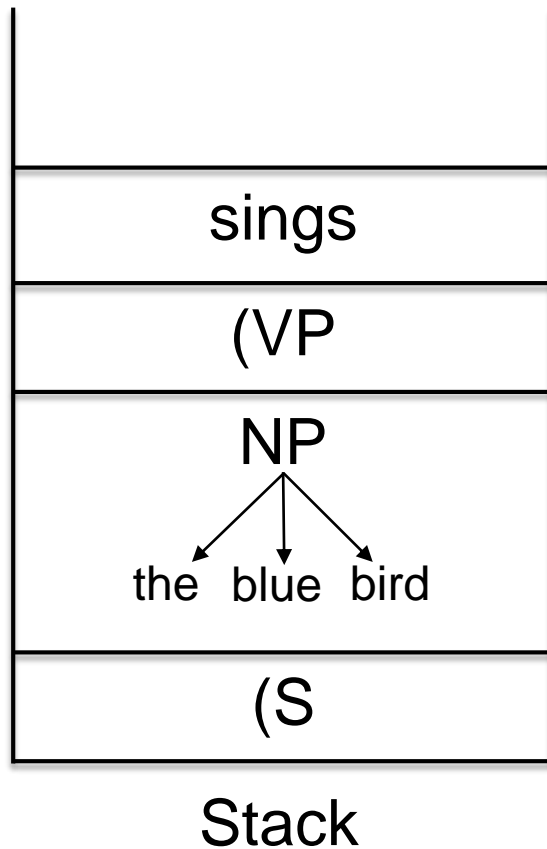 sings
(VP
NP
the blue bird
(S
Stack